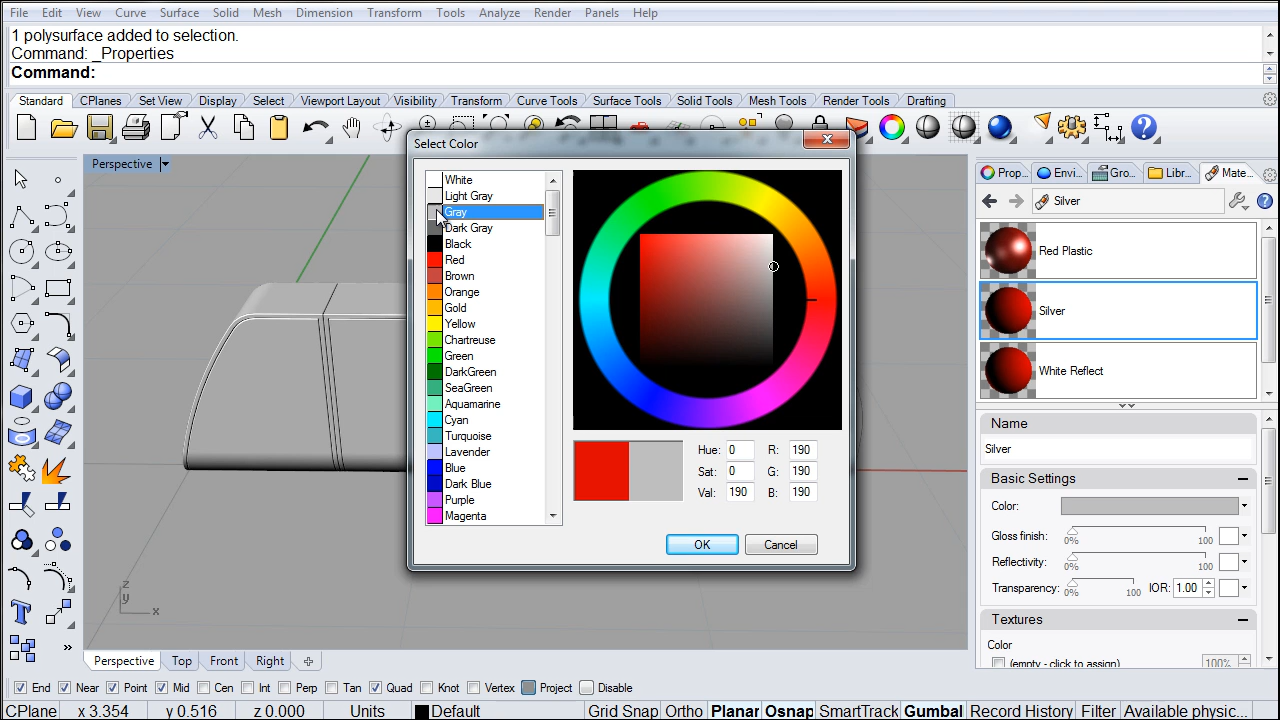 File Edit View Curve Surface Solid Mesh Dimension Transform Tools Analyze Render Panels Help
1 polysurface added to selection.
Command: _Properties
Command:
Standard CPlanes Set View Display Select Viewport Layout Visibility Transform Curve Tools Surface Tools Solid Tools Mesh Tools Render Tools Drafting
Perspective
Select Color
White
Light Gray
Gray
Dark Gray
Black
Red
Brown
Orange
Gold
Yellow
Chartreuse
Green
DarkGreen
SeaGreen
Aquamarine
Cyan
Turquoise
Lavender
Blue
Dark Blue
Purple
Magenta
Hue: 0 R: 190
Sat: 0 G: 190
Val: 190 B: 190
OK Cancel
Prop... Envi... Gro... Libr... Mate...
Silver
Red Plastic
Silver
White Reflect
Name
Silver
Basic Settings
Color:
Gloss finish: 0% 100
Reflectivity: 0% 100
Transparency: 0% 100 IOR: 1.00
Textures
Color
(empty - click to assign) 100%
z
y
x
Perspective Top Front Right
End Near Point Mid Cen Int Perp Tan Quad Knot Vertex Project Disable
CPlane x 3.354 y 0.516 z 0.000 Units Default Grid Snap Ortho Planar Osnap SmartTrack Gumbal Record History Filter Available physic...